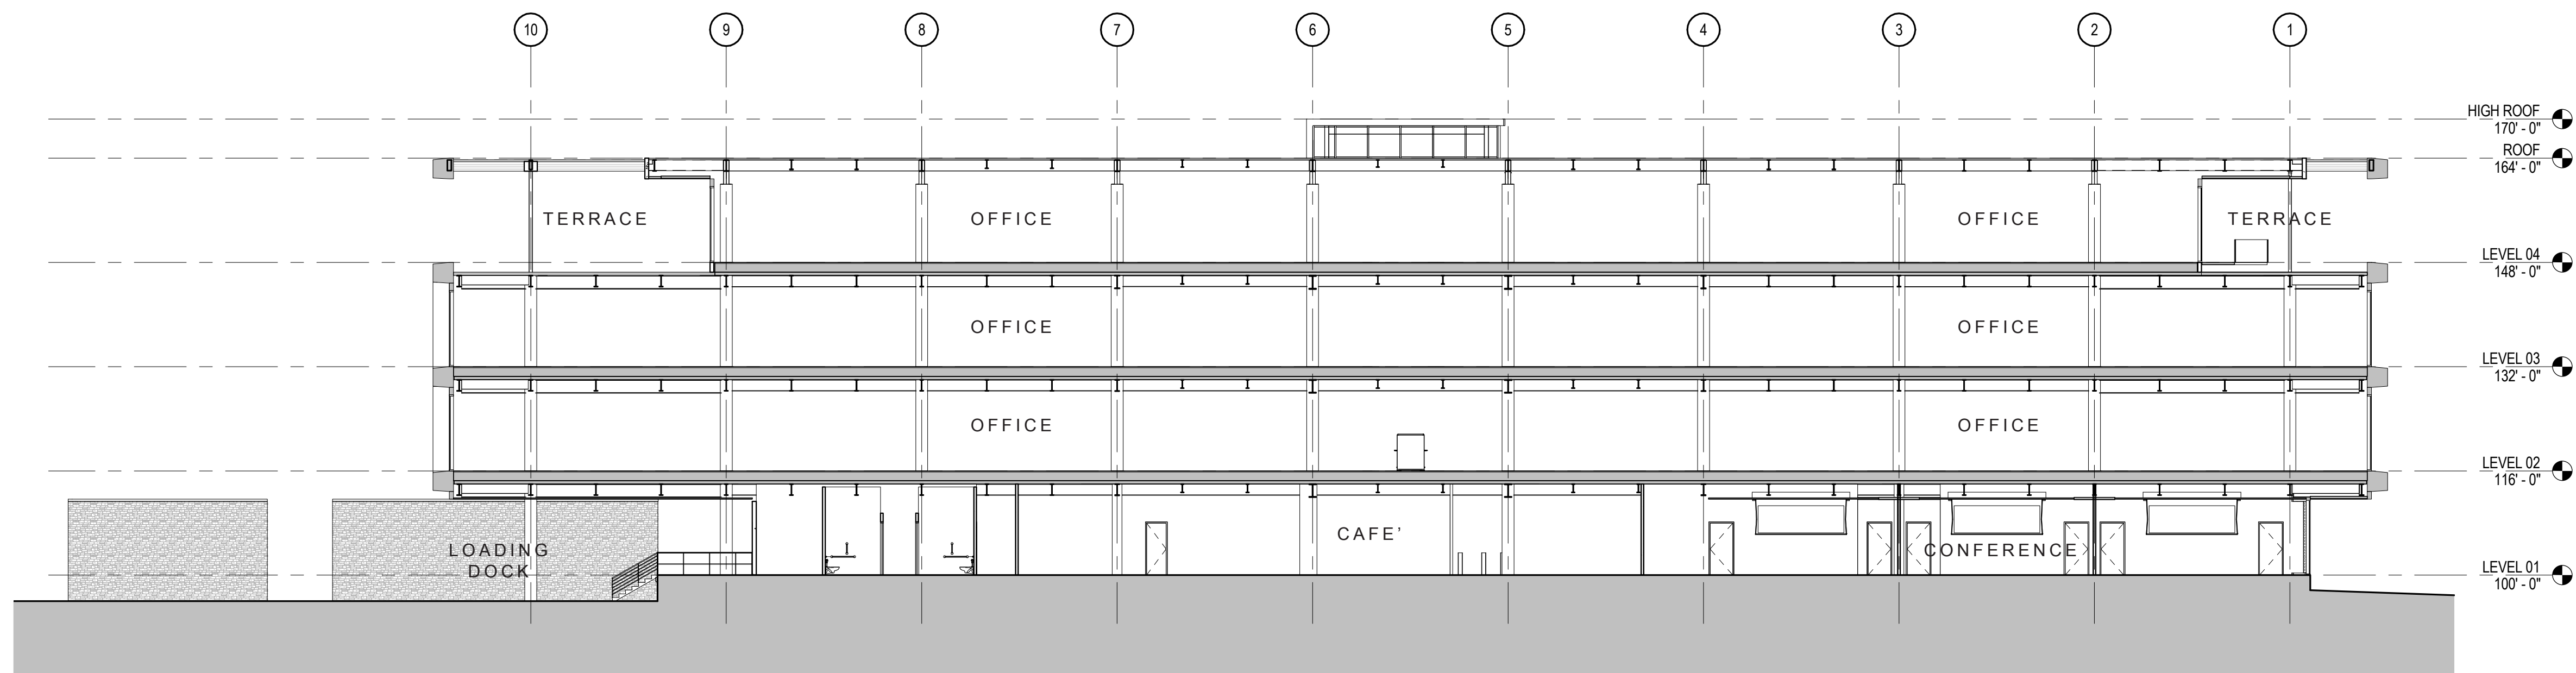 10 9 8 7 6 5 4 3 2 1
HIGH ROOF
170' - 0"
ROOF
164' - 0"
TERRACE OFFICE OFFICE TERRACE
LEVEL 04
148' - 0"
OFFICE OFFICE
LEVEL 03
132' - 0"
OFFICE OFFICE
LEVEL 02
116' - 0"
CAFE’
LOADING
DOCK
CONFERENCE
LEVEL 01
100' - 0"